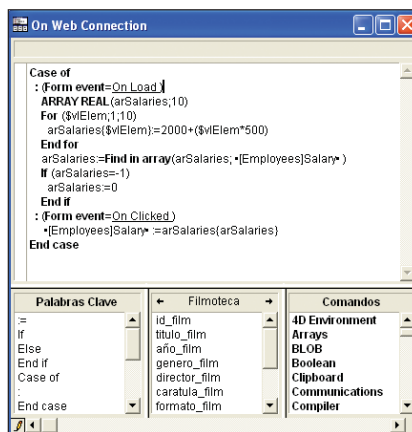 On Web Connection
Case of
: (Form event=On Load )
ARRAY REAL(arSalaries;10)
For ($vlElem;1;10)
arSalaries{$vlElem}:=2000+($vlElem*500)
End for
arSalaries:=Find in array(arSalaries; •[Employees]Salary• )
If (arSalaries=-1)
arSalaries:=0
End if
: (Form event=On Clicked )
•[Employees]Salary• :=arSalaries{arSalaries}
End case
Palabras Clave
:=
If
Else
End if
Case of
:
End case
← Filmoteca →
id_film
titulo_film
año_film
genero_film
director_film
caratula_film
formato_film
Comandos
4D Environment
Arrays
BLOB
Boolean
Clipboard
Communications
Compiler